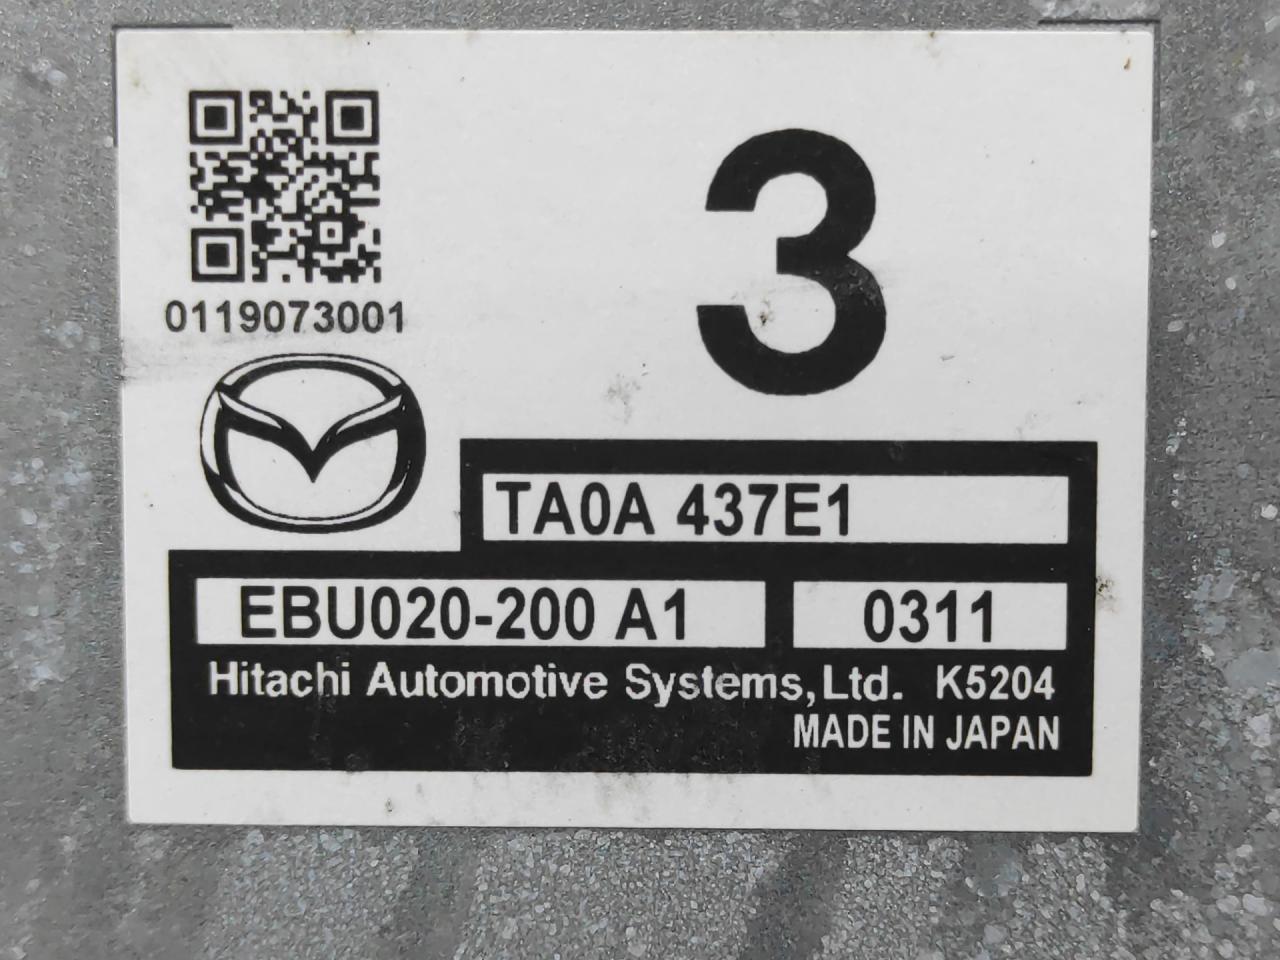 3
0119073001
TA0A 437E1
EBU020-200 A1 0311
Hitachi Automotive Systems,Ltd. K5204
MADE IN JAPAN